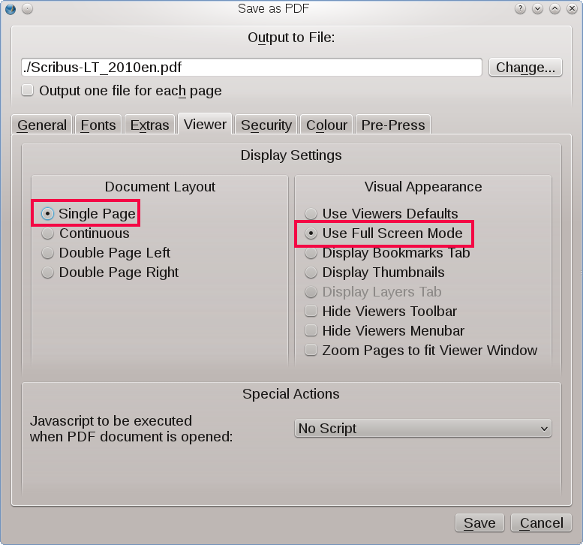 Save as PDF
Output to File:
./Scribus-LT_2010en.pdf
Change...
Output one file for each page
General Fonts Extras Viewer Security Colour Pre-Press
Display Settings
Document Layout
Single Page
Continuous
Double Page Left
Double Page Right
Visual Appearance
Use Viewers Defaults
Use Full Screen Mode
Display Bookmarks Tab
Display Thumbnails
Display Layers Tab
Hide Viewers Toolbar
Hide Viewers Menubar
Zoom Pages to fit Viewer Window
Special Actions
Javascript to be executed
when PDF document is opened:
No Script
Save Cancel